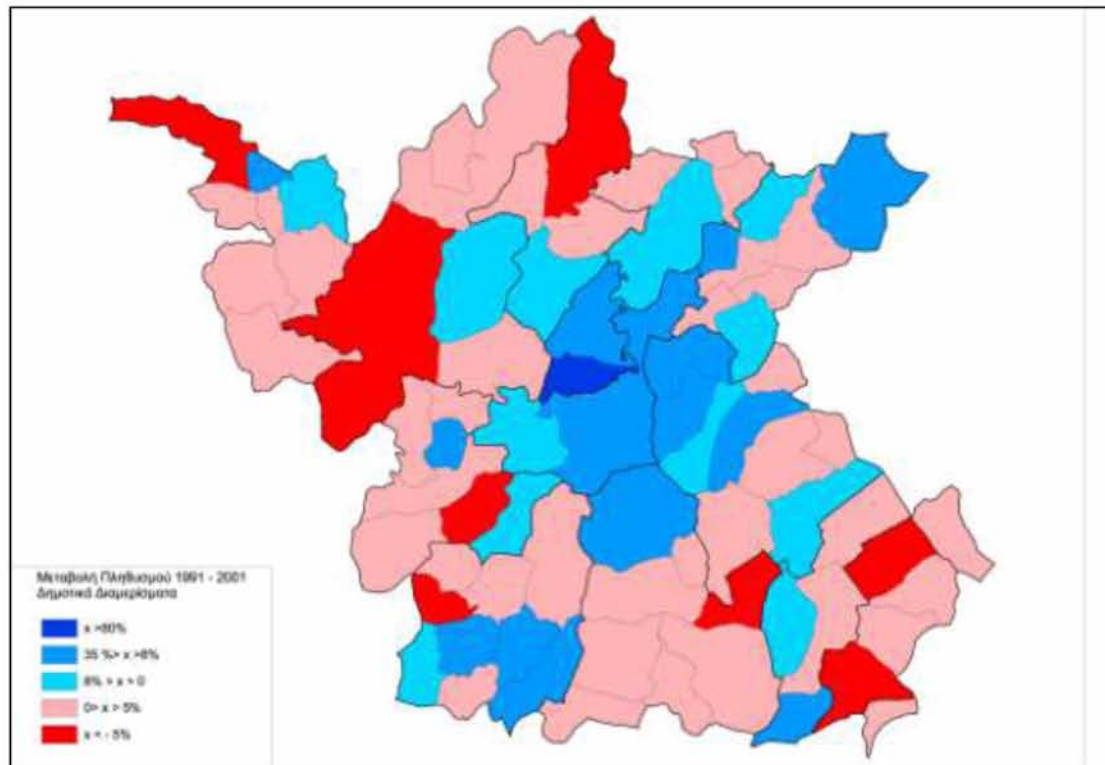 Μεταβολή Πληθυσμού 1991 - 2001
Δημοτικά Διαμερίσματα
x >80%
35 %> x >8%
8% > x > 0
0> x > 5%
x < - 5%